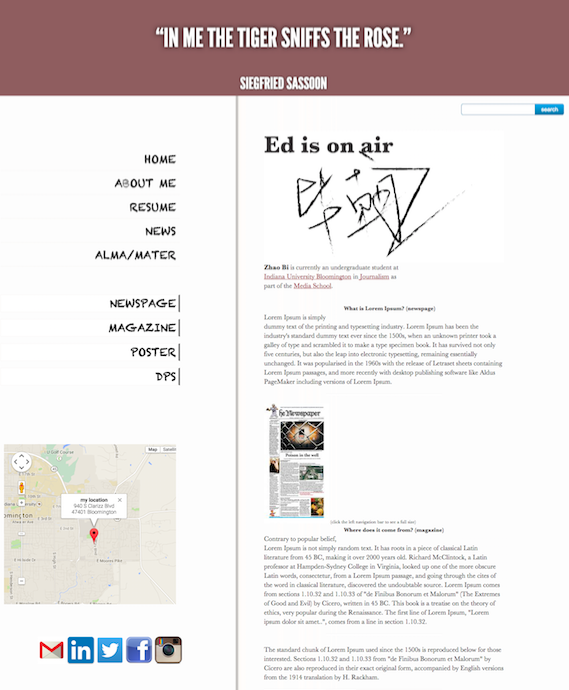 “IN ME THE TIGER SNIFFS THE ROSE.”
SIEGFRIED SASSOON
search
HOME
ABOUT ME
RESUME
NEWS
ALMA/MATER
NEWSPAGE
MAGAZINE
POSTER
DPS
Map
my location
940 S Clarizz Blvd
47401 Bloomington
Ed is on air
Zhao Bi is currently an undergraduate student at
Indiana University Bloomington in Journalism as
part of the Media School.
What is Lorem Ipsum? (newspage)
Lorem Ipsum is simply
dummy text of the printing and typesetting industry. Lorem Ipsum has been the
industry's standard dummy text ever since the 1500s, when an unknown printer took a
galley of type and scrambled it to make a type specimen book. It has survived not only
five centuries, but also the leap into electronic typesetting, remaining essentially
unchanged. It was popularised in the 1960s with the release of Letraset sheets containing
Lorem Ipsum passages, and more recently with desktop publishing software like Aldus
PageMaker including versions of Lorem Ipsum.
The Newspaper
Poison in the well
(click the left navigation bar to see a full size)
Where does it come from? (magazine)
Contrary to popular belief,
Lorem Ipsum is not simply random text. It has roots in a piece of classical Latin
literature from 45 BC, making it over 2000 years old. Richard McClintock, a Latin
professor at Hampden-Sydney College in Virginia, looked up one of the more obscure
Latin words, consectetur, from a Lorem Ipsum passage, and going through the cites of
the word in classical literature, discovered the undoubtable source. Lorem Ipsum comes
from sections 1.10.32 and 1.10.33 of "de Finibus Bonorum et Malorum" (The Extremes
of Good and Evil) by Cicero, written in 45 BC. This book is a treatise on the theory of
ethics, very popular during the Renaissance. The first line of Lorem Ipsum, "Lorem
ipsum dolor sit amet..", comes from a line in section 1.10.32.
The standard chunk of Lorem Ipsum used since the 1500s is reproduced below for those
interested. Sections 1.10.32 and 1.10.33 from "de Finibus Bonorum et Malorum" by
Cicero are also reproduced in their exact original form, accompanied by English versions
from the 1914 translation by H. Rackham.